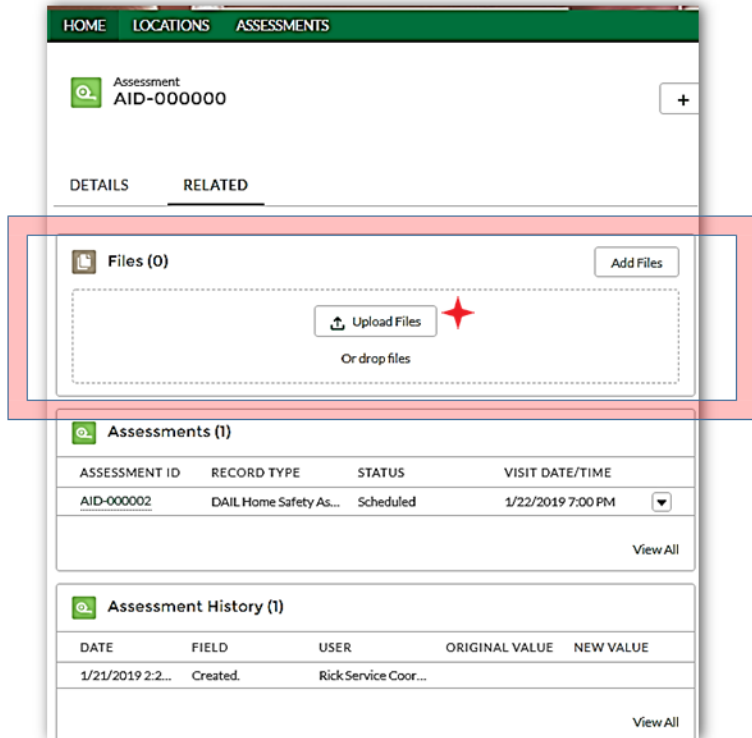 HOME LOCATIONS ASSESSMENTS
Assessment
AID-000000
+
DETAILS RELATED
Files (0)
Add Files
Upload Files
Or drop files
Assessments (1)
ASSESSMENT ID RECORD TYPE STATUS VISIT DATE/TIME
AID-000002 DAIL Home Safety As... Scheduled 1/22/2019 7:00 PM
View All
Assessment History (1)
DATE FIELD USER ORIGINAL VALUE NEW VALUE
1/21/2019 2:2... Created. Rick Service Coor...
View All